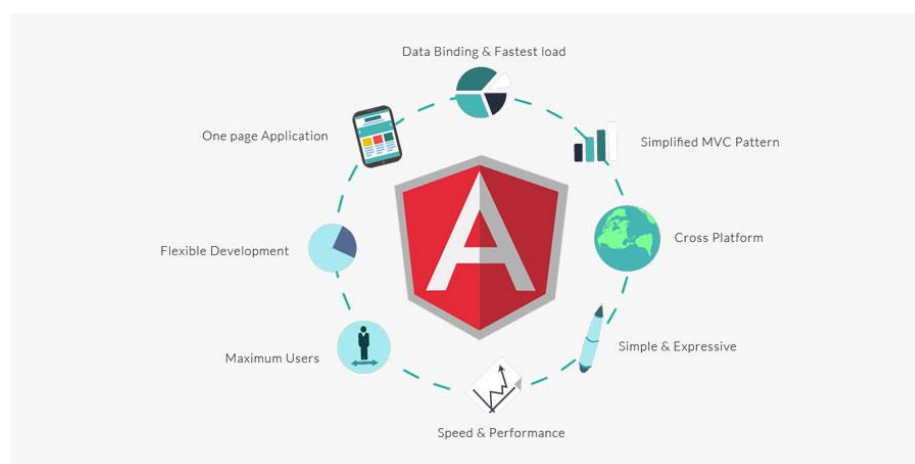 Data Binding & Fastest load
One page Application
Simplified MVC Pattern
Flexible Development
Cross Platform
Maximum Users
Simple & Expressive
Speed & Performance
A